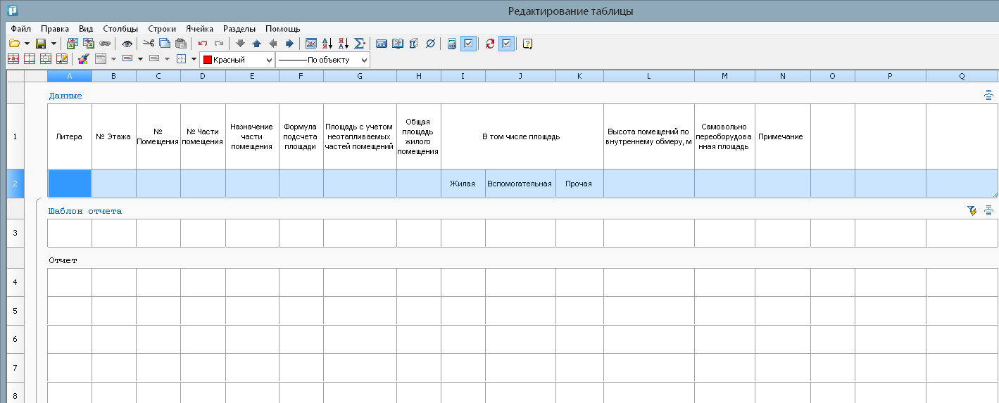 Редактирование таблицы
Файл Правка Вид Столбцы Строки Ячейка Разделы Помощь
Красный По объекту
A B C D E F G H I J K L M N O P Q
Данные
1
Литера
№ Этажа
№
Помещения
№ Части
помещения
Назначение
части
помещения
Формула
подсчета
площади
Площадь с учетом
неотапливаемых
частей помещений
Общая
площадь
жилого
помещения
В том числе площадь
Высота помещений по
внутреннему обмеру, м
Самовольно
переоборудова
нная площадь
Примечание
2 Жилая Вспомогательная Прочая
Шаблон отчета
3
Отчет
4
5
6
7
8